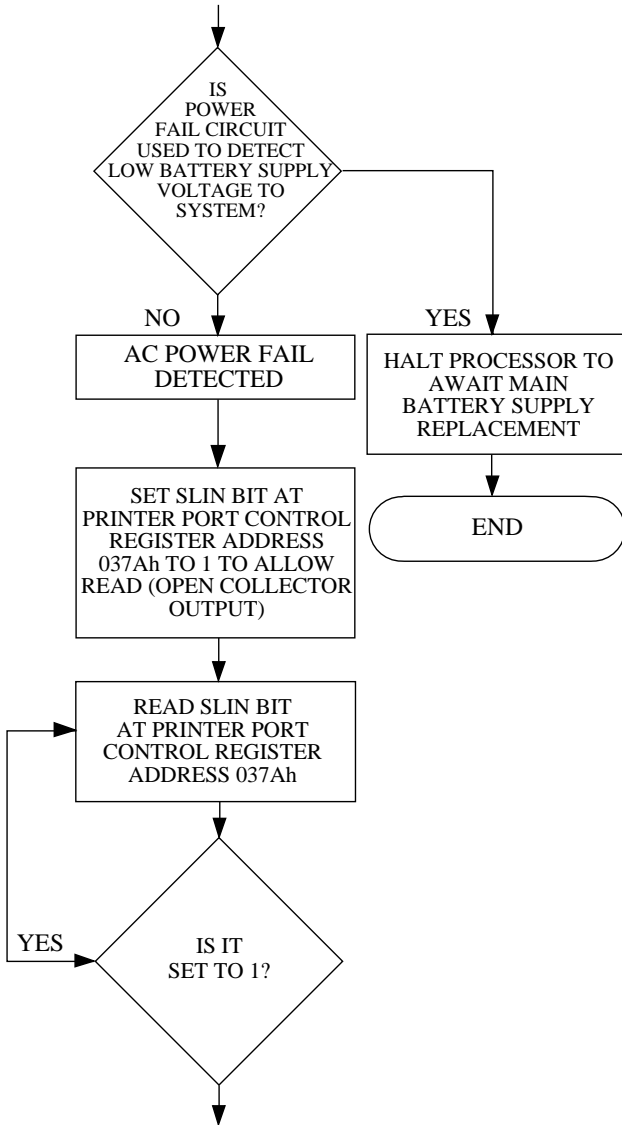 IS
POWER
FAIL CIRCUIT
USED TO DETECT
LOW BATTERY SUPPLY
VOLTAGE TO
SYSTEM?
NO
YES
AC POWER FAIL
DETECTED
HALT PROCESSOR TO
AWAIT MAIN
BATTERY SUPPLY
REPLACEMENT
SET SLIN BIT AT
PRINTER PORT CONTROL
REGISTER ADDRESS
037Ah TO 1 TO ALLOW
READ (OPEN COLLECTOR
OUTPUT)
END
READ SLIN BIT
AT PRINTER PORT
CONTROL REGISTER
ADDRESS 037Ah
YES
IS IT
SET TO 1?